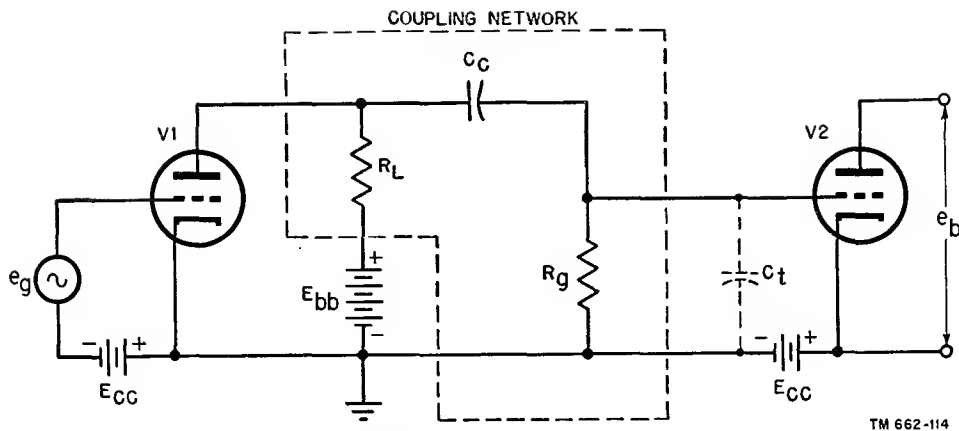 COUPLING NETWORK
Cc
V1
V2
RL
eb
+
eg
Rg
Ct
Ebb
-
- +
- +
Ecc
Ecc
TM 662-114